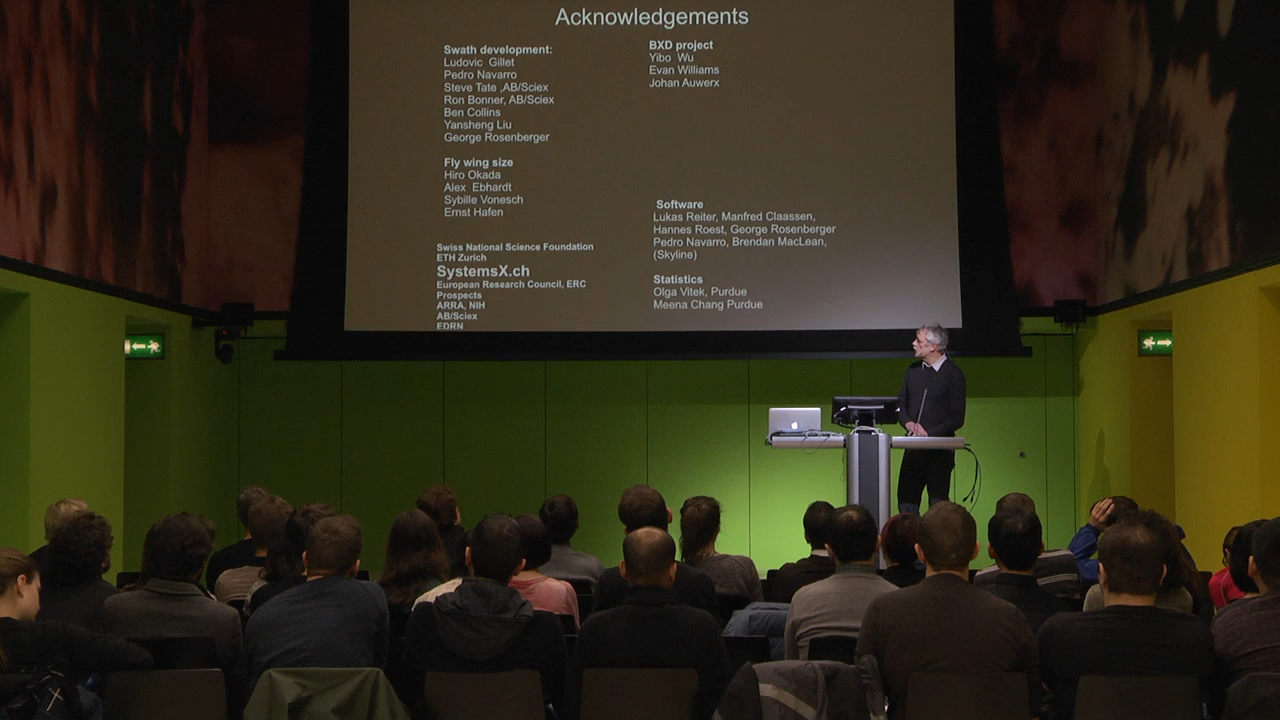 Acknowledgements
Swath development:
Ludovic Gillet
Pedro Navarro
Steve Tate ,AB/Sciex
Ron Bonner, AB/Sciex
Ben Collins
Yansheng Liu
George Rosenberger
Fly wing size
Hiro Okada
Alex Ebhardt
Sybille Vonesch
Ernst Hafen
Swiss National Science Foundation
ETH Zurich
SystemsX.ch
European Research Council, ERC
Prospects
ARRA, NIH
AB/Sciex
EDRN
BXD project
Yibo Wu
Evan Williams
Johan Auwerx
Software
Lukas Reiter, Manfred Claassen,
Hannes Roest, George Rosenberger
Pedro Navarro, Brendan MacLean,
(Skyline)
Statistics
Olga Vitek, Purdue
Meena Chang Purdue